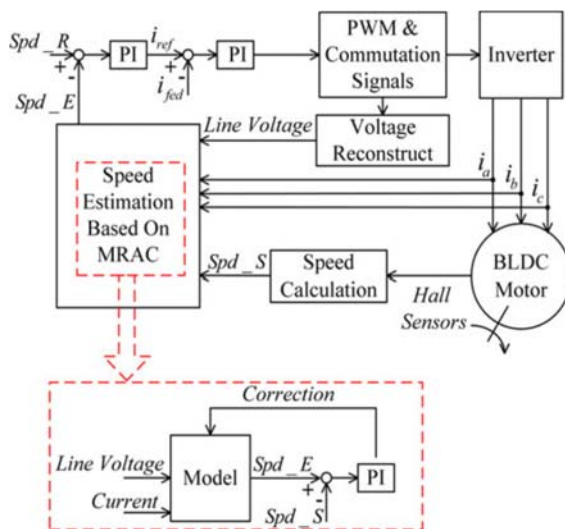 Spd_R
+
-
PI
i_ref
+
-
i_fed
PI
PWM &
Commutation
Signals
Inverter
Spd_E
Line Voltage
Voltage
Reconstruct
i_a
i_b
i_c
Speed
Estimation
Based On
MRAC
Spd_S
Speed
Calculation
BLDC
Motor
Hall
Sensors
Correction
Line Voltage
Current
Model
Spd_E
+
-
Spd_S
PI